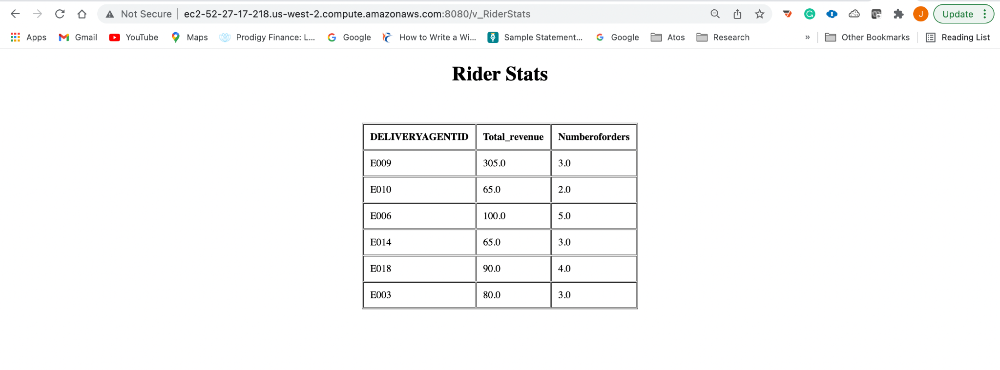 Not Secure ec2-52-27-17-218.us-west-2.compute.amazonaws.com:8080/v_RiderStats J Update
Apps Gmail YouTube Maps Prodigy Finance: L... Google How to Write a Wi... Sample Statement... Google Atos Research » Other Bookmarks Reading List
Rider Stats
DELIVERYAGENTID Total_revenue Numberoforders
E009 305.0 3.0
E010 65.0 2.0
E006 100.0 5.0
E014 65.0 3.0
E018 90.0 4.0
E003 80.0 3.0